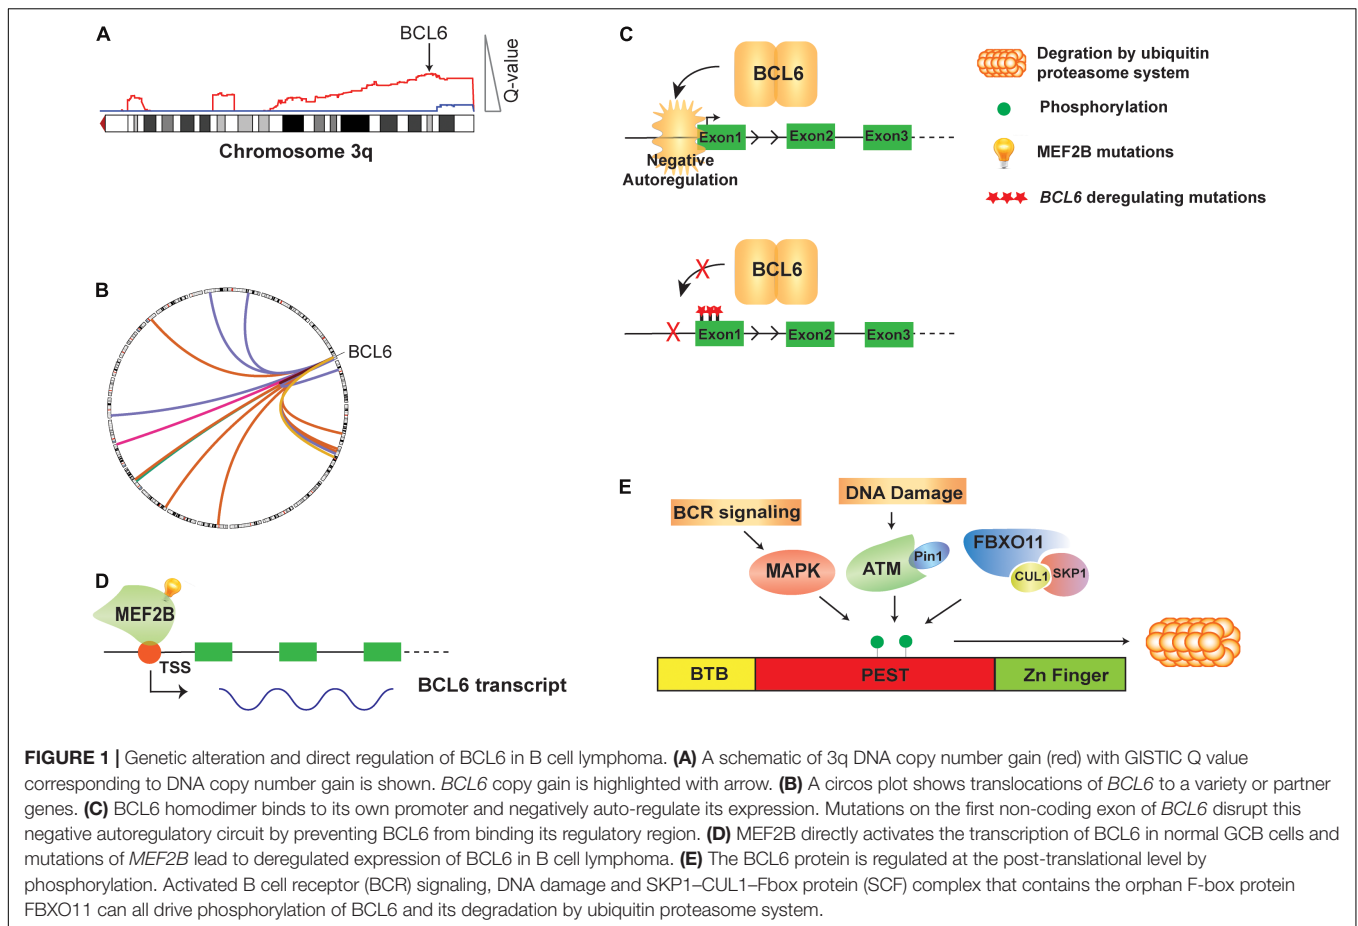 A
BCL6
Q-value
Chromosome 3q
B
BCL6
C
BCL6
Exon1
Exon2
Exon3
Negative
Autoregulation
BCL6
Exon1
Exon2
Exon3
Degration by ubiquitin
proteasome system
Phosphorylation
MEF2B mutations
BCL6 deregulating mutations
D
MEF2B
TSS
BCL6 transcript
E
BCR signaling
DNA Damage
MAPK
ATM
Pin1
FBXO11
CUL1
SKP1
BTB
PEST
Zn Finger
FIGURE 1 | Genetic alteration and direct regulation of BCL6 in B cell lymphoma. (A) A schematic of 3q DNA copy number gain (red) with GISTIC Q value
corresponding to DNA copy number gain is shown. BCL6 copy gain is highlighted with arrow. (B) A circos plot shows translocations of BCL6 to a variety or partner
genes. (C) BCL6 homodimer binds to its own promoter and negatively auto-regulate its expression. Mutations on the first non-coding exon of BCL6 disrupt this
negative autoregulatory circuit by preventing BCL6 from binding its regulatory region. (D) MEF2B directly activates the transcription of BCL6 in normal GCB cells and
mutations of MEF2B lead to deregulated expression of BCL6 in B cell lymphoma. (E) The BCL6 protein is regulated at the post-translational level by
phosphorylation. Activated B cell receptor (BCR) signaling, DNA damage and SKP1–CUL1–Fbox protein (SCF) complex that contains the orphan F-box protein
FBXO11 can all drive phosphorylation of BCL6 and its degradation by ubiquitin proteasome system.